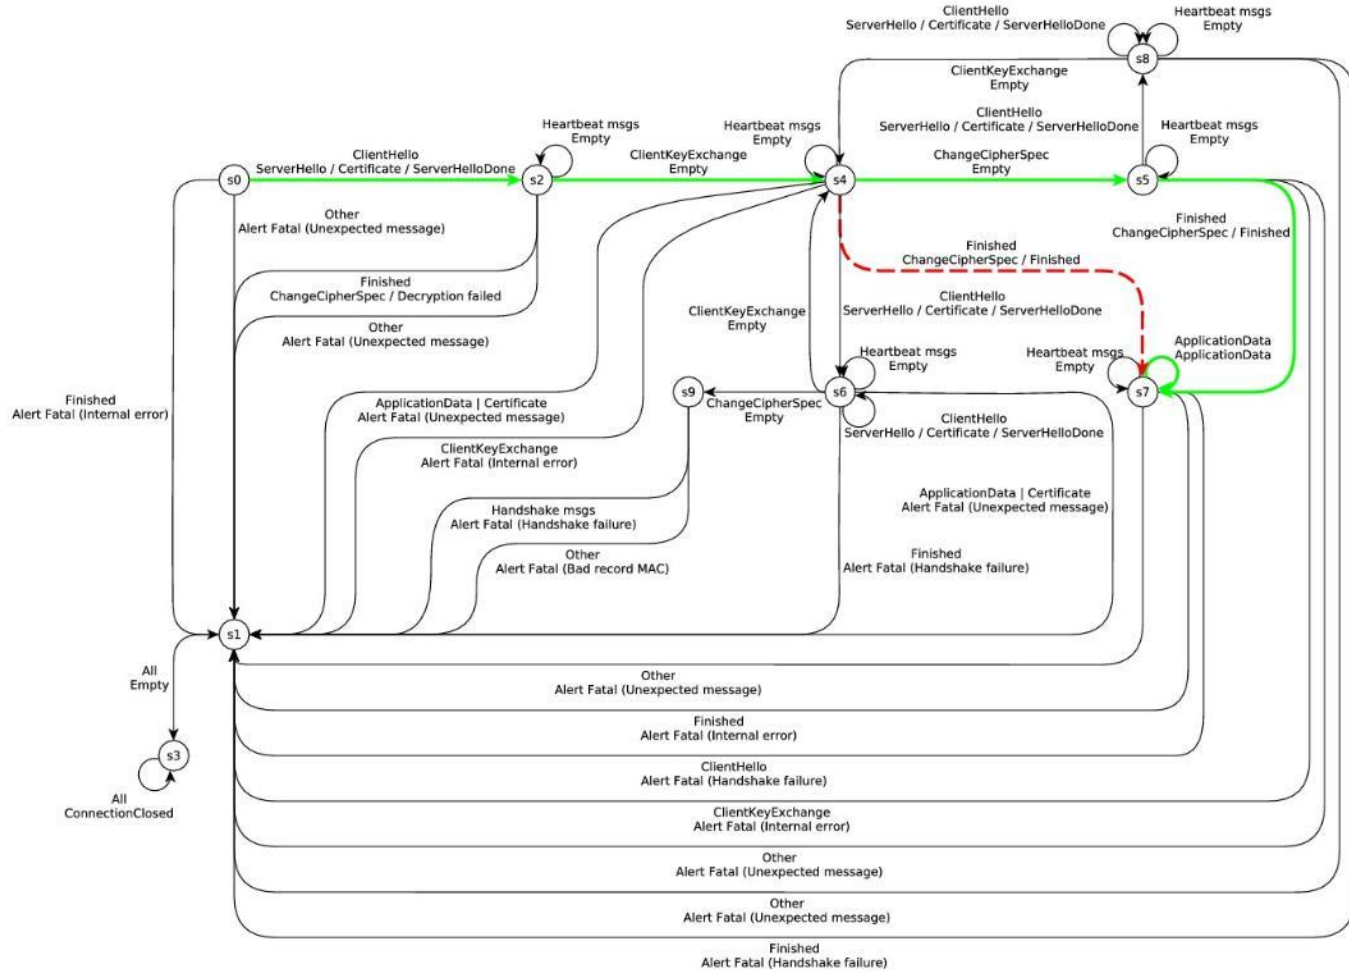 ClientHello
ServerHello / Certificate / ServerHelloDone
Heartbeat msgs
Empty
s8
ClientKeyExchange
Empty
ClientHello
ServerHello / Certificate / ServerHelloDone
Heartbeat msgs
Empty
Heartbeat msgs
Empty
Heartbeat msgs
Empty
ClientHello
ServerHello / Certificate / ServerHelloDone
ClientKeyExchange
Empty
ChangeCipherSpec
Empty
s0
s2
s4
s5
Other
Alert Fatal (Unexpected message)
Finished
ChangeCipherSpec / Finished
Finished
ChangeCipherSpec / Finished
Finished
ChangeCipherSpec / Decryption failed
ClientHello
ServerHello / Certificate / ServerHelloDone
ClientKeyExchange
Empty
Other
Alert Fatal (Unexpected message)
ApplicationData
ApplicationData
Heartbeat msgs
Empty
Heartbeat msgs
Empty
s9
s6
s7
Finished
Alert Fatal (Internal error)
ApplicationData | Certificate
Alert Fatal (Unexpected message)
ChangeCipherSpec
Empty
ClientHello
ServerHello / Certificate / ServerHelloDone
ClientKeyExchange
Alert Fatal (Internal error)
ApplicationData | Certificate
Alert Fatal (Unexpected message)
Handshake msgs
Alert Fatal (Handshake failure)
Other
Alert Fatal (Bad record MAC)
Finished
Alert Fatal (Handshake failure)
s1
All
Empty
Other
Alert Fatal (Unexpected message)
Finished
Alert Fatal (Internal error)
s3
ClientHello
Alert Fatal (Handshake failure)
All
ConnectionClosed
ClientKeyExchange
Alert Fatal (Internal error)
Other
Alert Fatal (Unexpected message)
Other
Alert Fatal (Unexpected message)
Finished
Alert Fatal (Handshake failure)